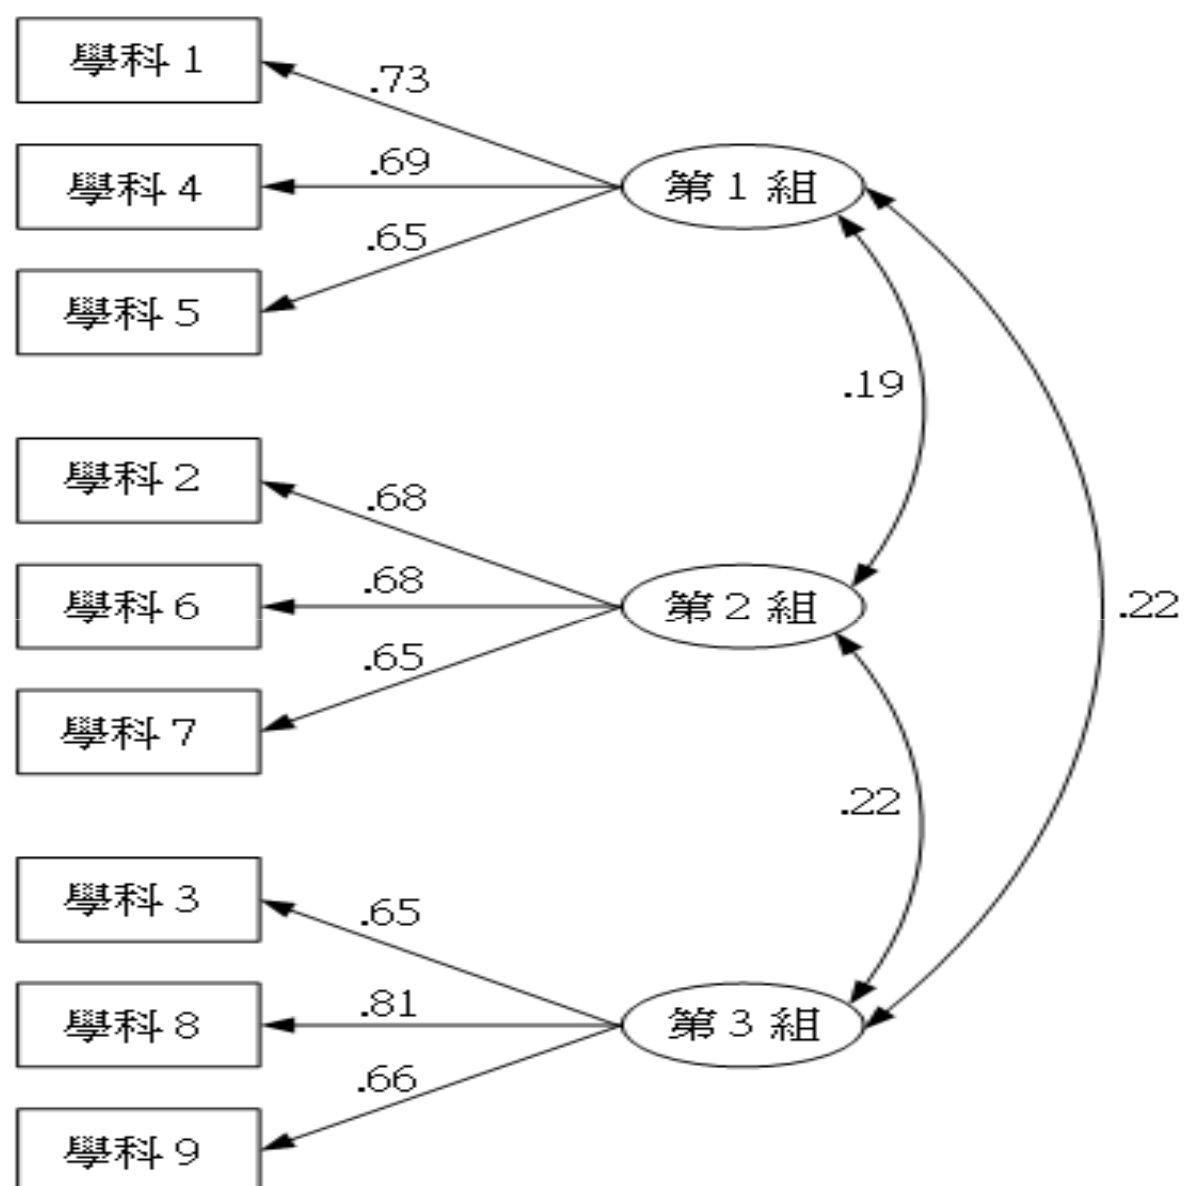 學科 1
.73
.69
第 1 組
學科 4
.65
學科 5
.19
學科 2
.68
.68
第 2 組
學科 6
.22
.65
學科 7
.22
學科 3
.65
.81
第 3 組
學科 8
.66
學科 9